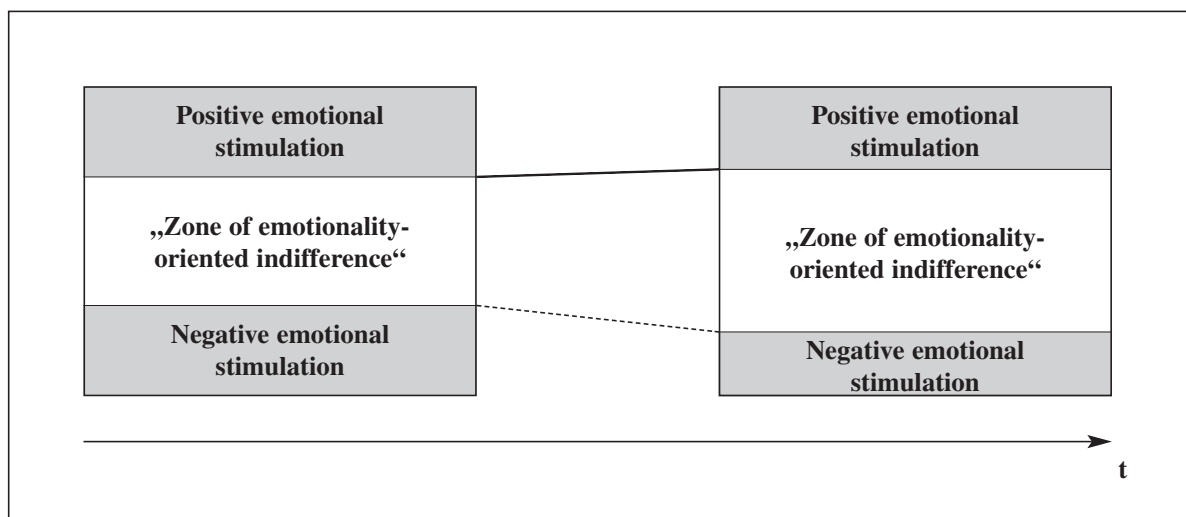 Positive emotional
stimulation
„Zone of emotionality-
oriented indifference“
Negative emotional
stimulation
Positive emotional
stimulation
„Zone of emotionality-
oriented indifference“
Negative emotional
stimulation
t